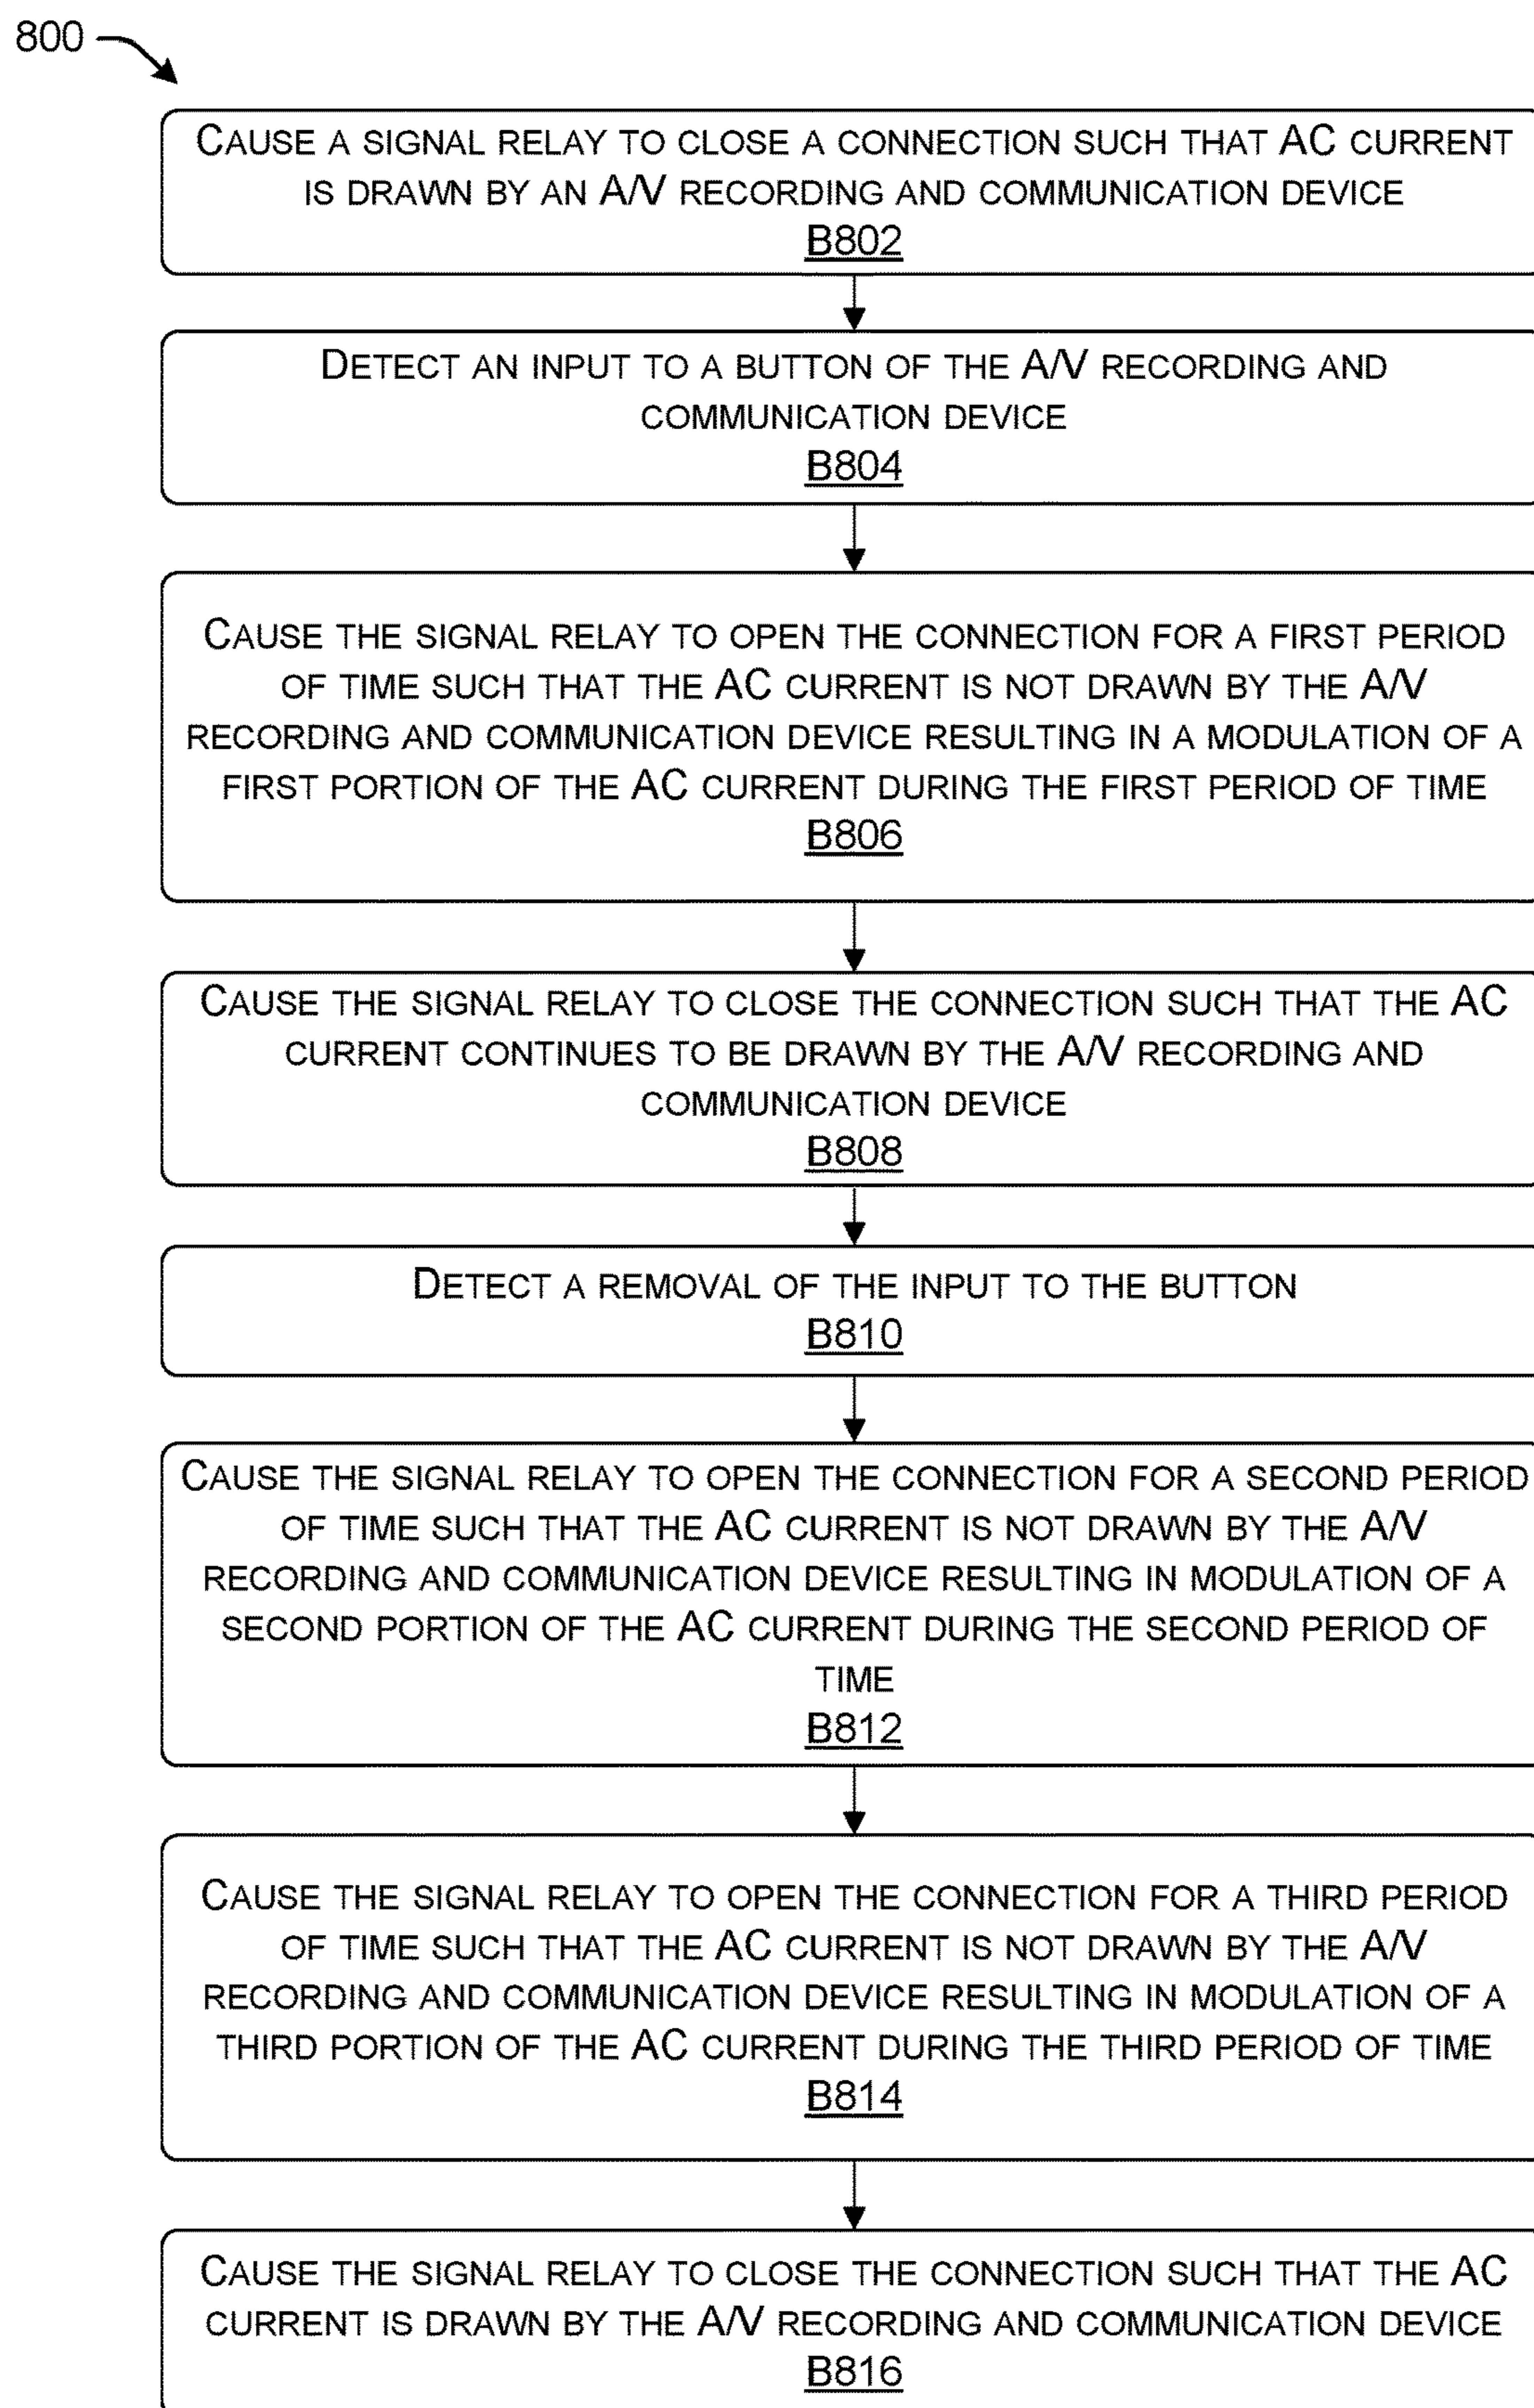 800
CAUSE A SIGNAL RELAY TO CLOSE A CONNECTION SUCH THAT AC CURRENT
IS DRAWN BY AN A/V RECORDING AND COMMUNICATION DEVICE
B802
DETECT AN INPUT TO A BUTTON OF THE A/V RECORDING AND
COMMUNICATION DEVICE
B804
CAUSE THE SIGNAL RELAY TO OPEN THE CONNECTION FOR A FIRST PERIOD
OF TIME SUCH THAT THE AC CURRENT IS NOT DRAWN BY THE A/V
RECORDING AND COMMUNICATION DEVICE RESULTING IN A MODULATION OF A
FIRST PORTION OF THE AC CURRENT DURING THE FIRST PERIOD OF TIME
B806
CAUSE THE SIGNAL RELAY TO CLOSE THE CONNECTION SUCH THAT THE AC
CURRENT CONTINUES TO BE DRAWN BY THE A/V RECORDING AND
COMMUNICATION DEVICE
B808
DETECT A REMOVAL OF THE INPUT TO THE BUTTON
B810
CAUSE THE SIGNAL RELAY TO OPEN THE CONNECTION FOR A SECOND PERIOD
OF TIME SUCH THAT THE AC CURRENT IS NOT DRAWN BY THE A/V
RECORDING AND COMMUNICATION DEVICE RESULTING IN MODULATION OF A
SECOND PORTION OF THE AC CURRENT DURING THE SECOND PERIOD OF
TIME
B812
CAUSE THE SIGNAL RELAY TO OPEN THE CONNECTION FOR A THIRD PERIOD
OF TIME SUCH THAT THE AC CURRENT IS NOT DRAWN BY THE A/V
RECORDING AND COMMUNICATION DEVICE RESULTING IN MODULATION OF A
THIRD PORTION OF THE AC CURRENT DURING THE THIRD PERIOD OF TIME
B814
CAUSE THE SIGNAL RELAY TO CLOSE THE CONNECTION SUCH THAT THE AC
CURRENT IS DRAWN BY THE A/V RECORDING AND COMMUNICATION DEVICE
B816